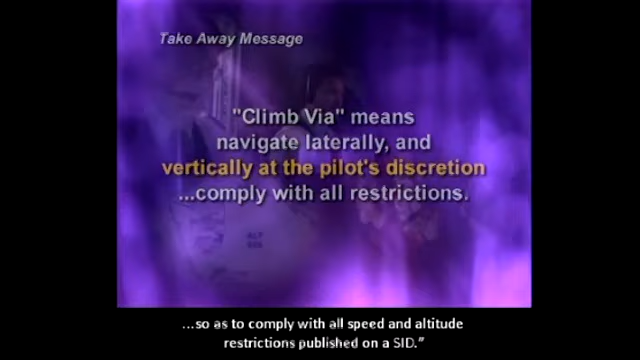 Take Away Message
"Climb Via" means
navigate laterally, and
vertically at the pilot's discretion
...comply with all restrictions.
...so as to comply with all speed and altitude
restrictions published on a SID.”